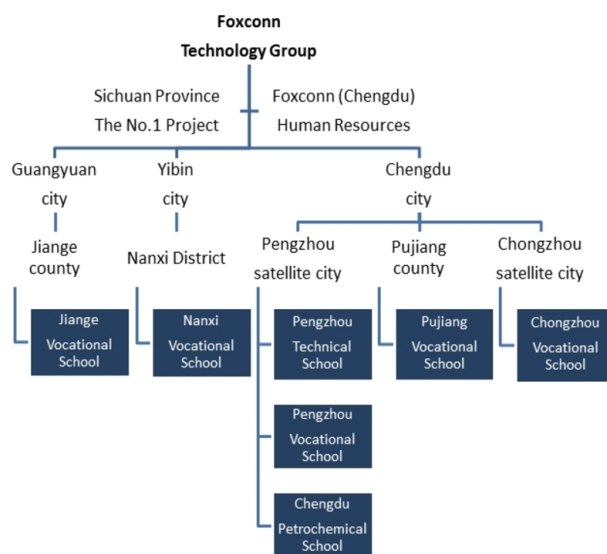 Foxconn
Technology Group
Sichuan Province
The No.1 Project
Foxconn (Chengdu)
Human Resources
Guangyuan
city
Yibin
city
Chengdu
city
Jiange
county
Nanxi District
Pengzhou
satellite city
Pujiang
county
Chongzhou
satellite city
Jiange
Vocational
School
Nanxi
Vocational
School
Pengzhou
Technical
School
Pujiang
Vocational
School
Chongzhou
Vocational
School
Pengzhou
Vocational
School
Chengdu
Petrochemical
School